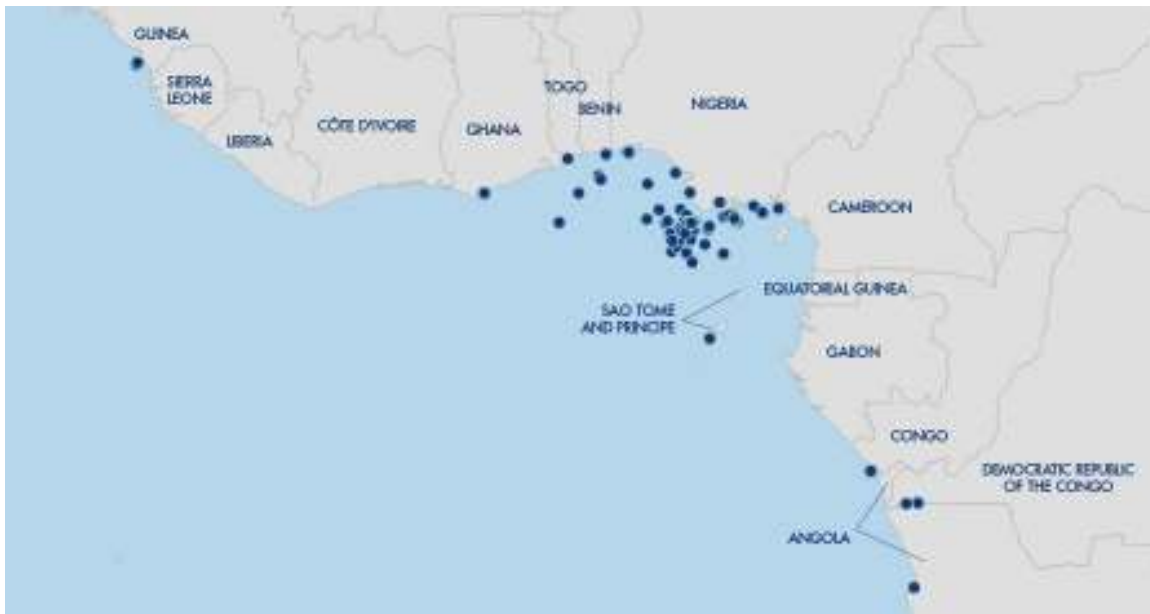 GUINEA
SIERRA
LEONE
LIBERIA
CÔTE D'IVOIRE
GHANA
TOGO
BENIN
NIGERIA
CAMEROON
EQUATORIAL GUINEA
SAO TOME
AND PRINCIPE
GABON
CONGO
DEMOCRATIC REPUBLIC
OF THE CONGO
ANGOLA